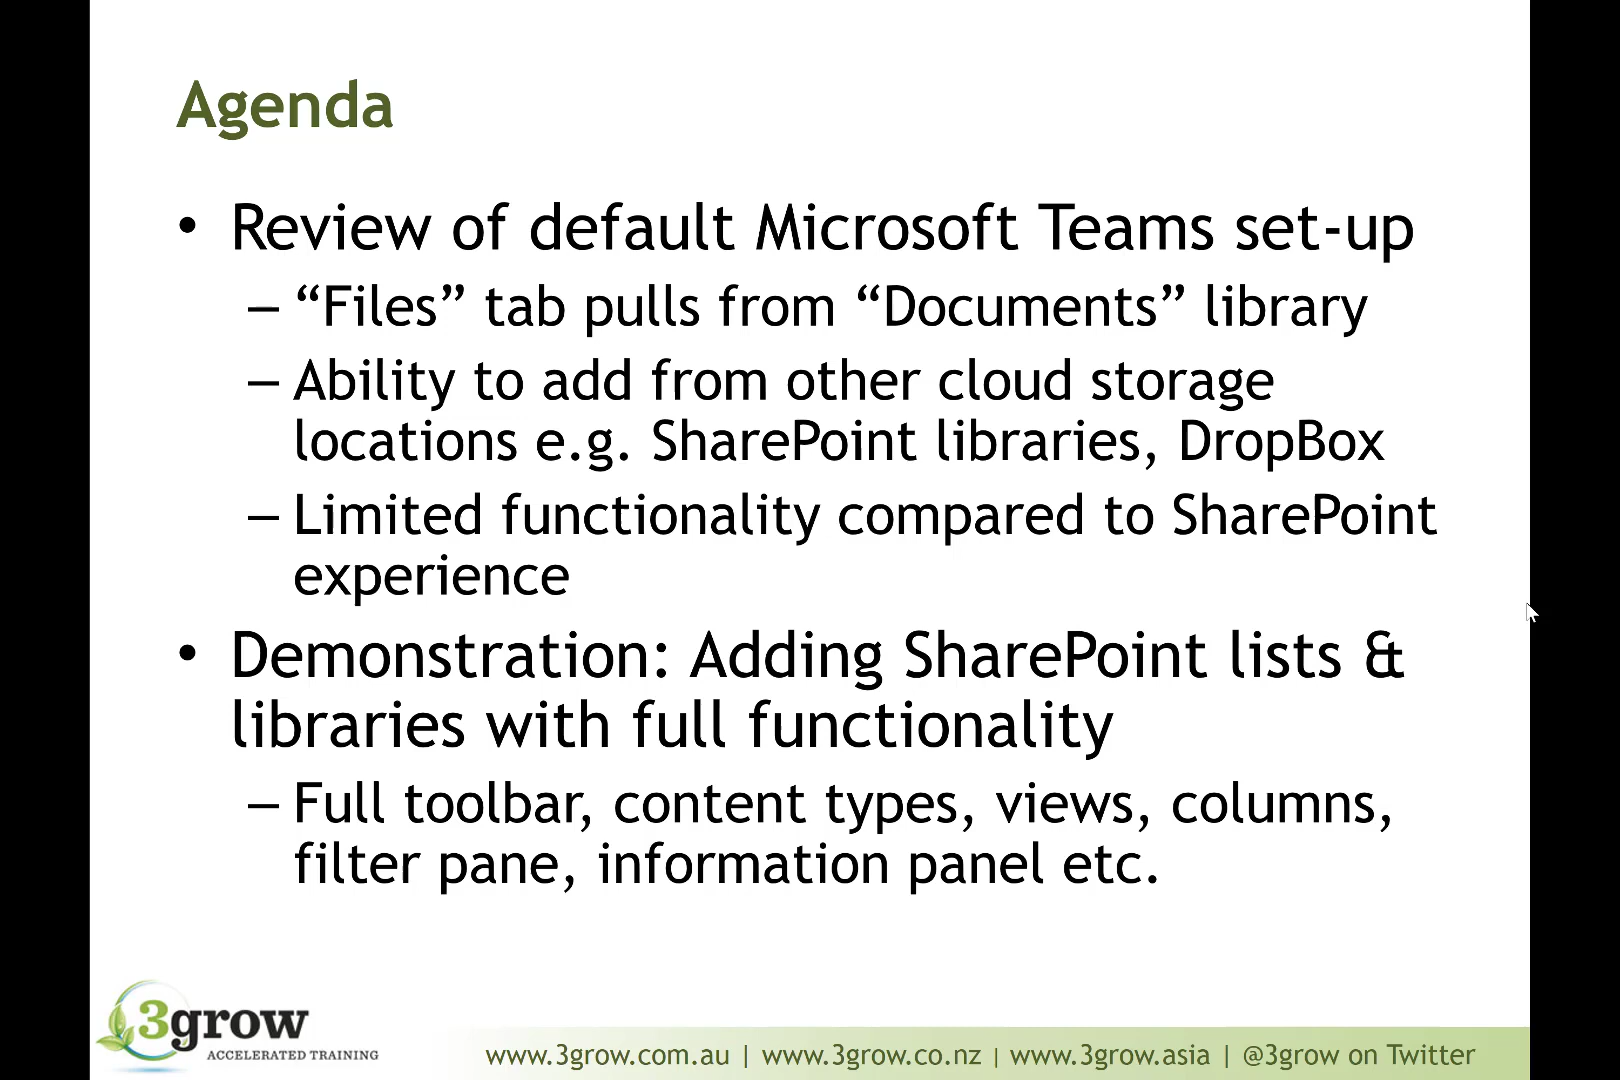 Agenda
• Review of default Microsoft Teams set-up
– “Files” tab pulls from “Documents” library
– Ability to add from other cloud storage
locations e.g. SharePoint libraries, DropBox
– Limited functionality compared to SharePoint
experience
• Demonstration: Adding SharePoint lists &
libraries with full functionality
– Full toolbar, content types, views, columns,
filter pane, information panel etc.
3grow
ACCELERATED TRAINING
www.3grow.com.au | www.3grow.co.nz | www.3grow.asia | @3grow on Twitter